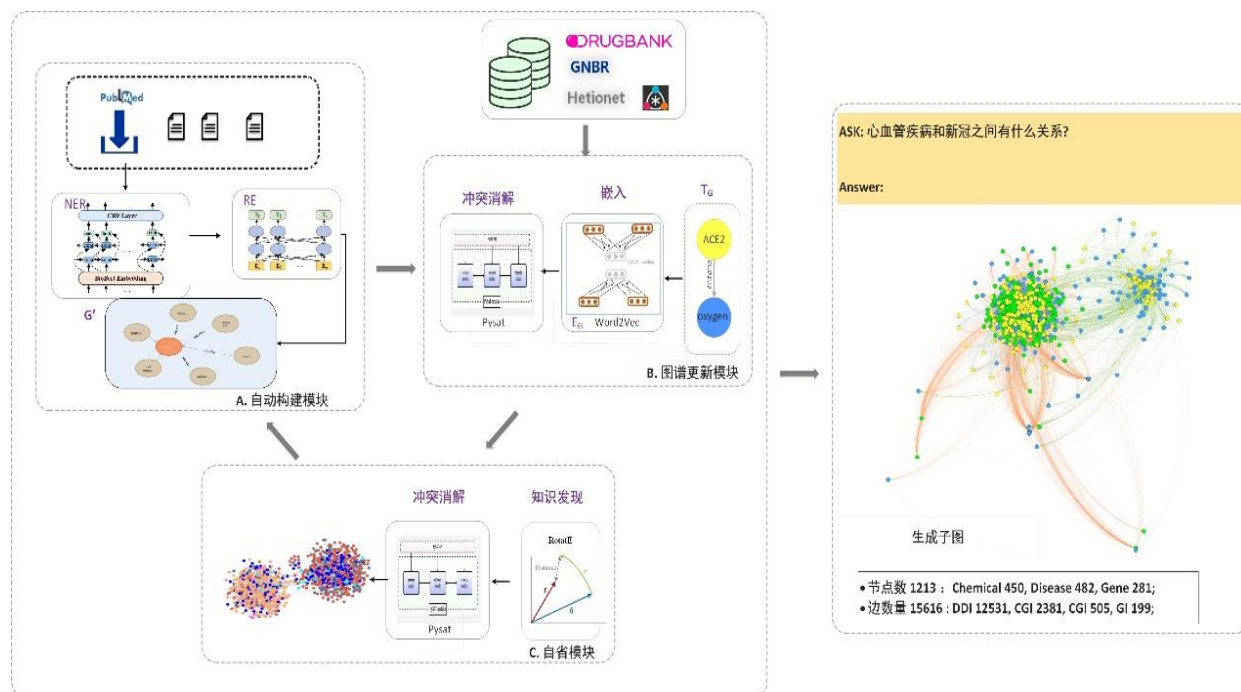 DRUGBANK
GNBR
Hetionet
PubMed
NER
CRF Layer
BioBert Embedding
RE
G'
A. 自动构建模块
冲突消解
嵌入
T_G
Pysat
E_G
Word2Vec
ACE2
oxygen
B. 图谱更新模块
冲突消解
知识发现
Pysat
RotatE
C. 自省模块
ASK: 心血管疾病和新冠之间有什么关系?
Answer:
生成子图
• 节点数 1213 : Chemical 450, Disease 482, Gene 281;
• 边数量 15616 : DDI 12531, CGI 2381, CGI 505, GI 199;